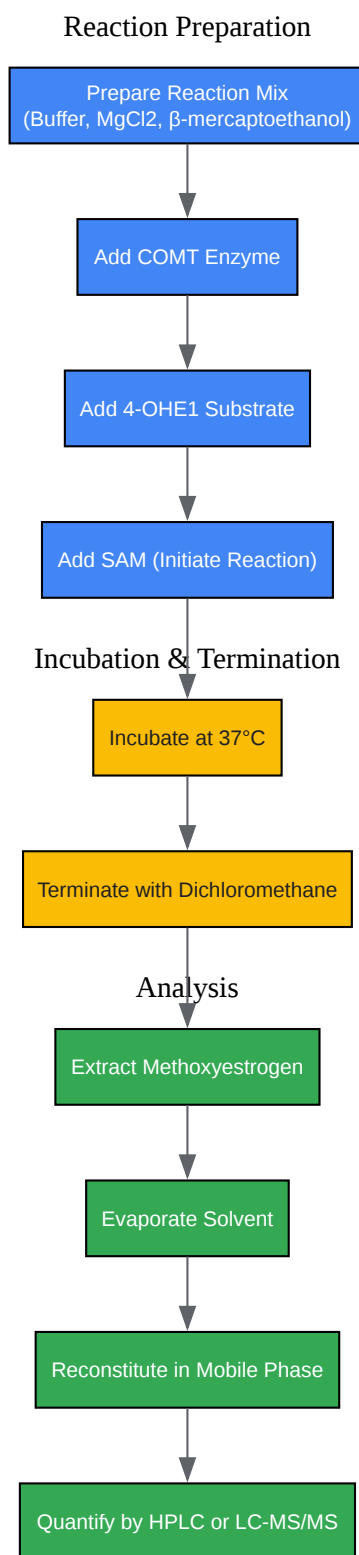 Reaction Preparation
Prepare Reaction Mix
(Buffer, MgCl2, β-mercaptoethanol)
Add COMT Enzyme
Add 4-OHE1 Substrate
Add SAM (Initiate Reaction)
Incubation & Termination
Incubate at 37°C
Terminate with Dichloromethane
Analysis
Extract Methoxyestrogen
Evaporate Solvent
Reconstitute in Mobile Phase
Quantify by HPLC or LC-MS/MS